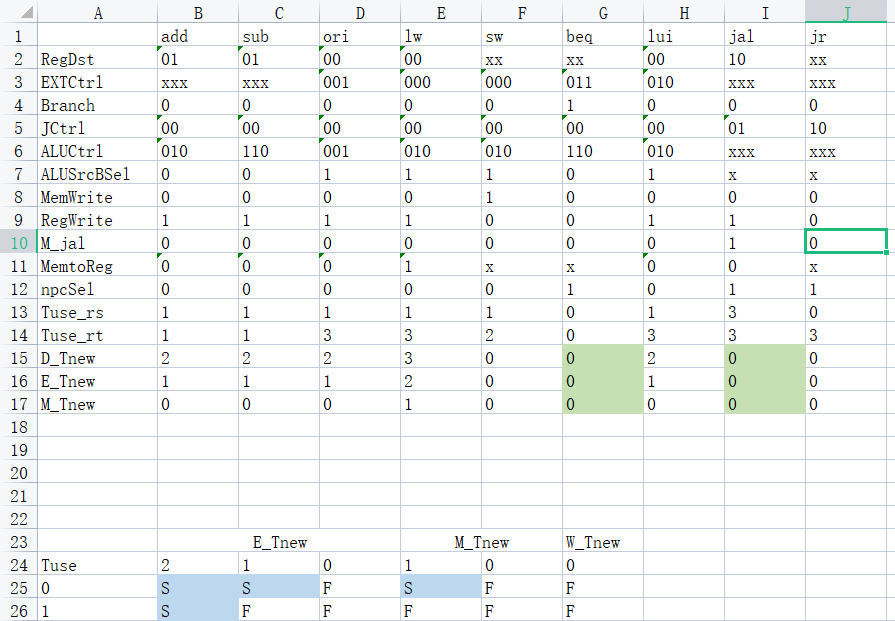 A B C D E F G H I J
1 add sub ori lw sw beq lui jal jr
2 RegDst 01 01 00 00 xx xx 00 10 xx
3 EXTCtrl xxx xxx 001 000 000 011 010 xxx xxx
4 Branch 0 0 0 0 0 1 0 0 0
5 JCtrl 00 00 00 00 00 00 00 01 10
6 ALUCtrl 010 110 001 010 010 110 010 xxx xxx
7 ALUSrcBSel 0 0 1 1 1 0 1 x x
8 MemWrite 0 0 0 0 1 0 0 0 0
9 RegWrite 1 1 1 1 0 0 1 1 0
10 M_jal 0 0 0 0 0 0 0 1 0
11 MemtoReg 0 0 0 1 x x 0 0 x
12 npcSel 0 0 0 0 0 1 0 1 1
13 Tuse_rs 1 1 1 1 1 0 1 3 0
14 Tuse_rt 1 1 3 3 2 0 3 3 3
15 D_Tnew 2 2 2 3 0 0 2 0 0
16 E_Tnew 1 1 1 2 0 0 1 0 0
17 M_Tnew 0 0 0 1 0 0 0 0 0
18
19
20
21
22
23 E_Tnew M_Tnew W_Tnew
24 Tuse 2 1 0 1 0 0
25 0 S S F S F F
26 1 S F F F F F